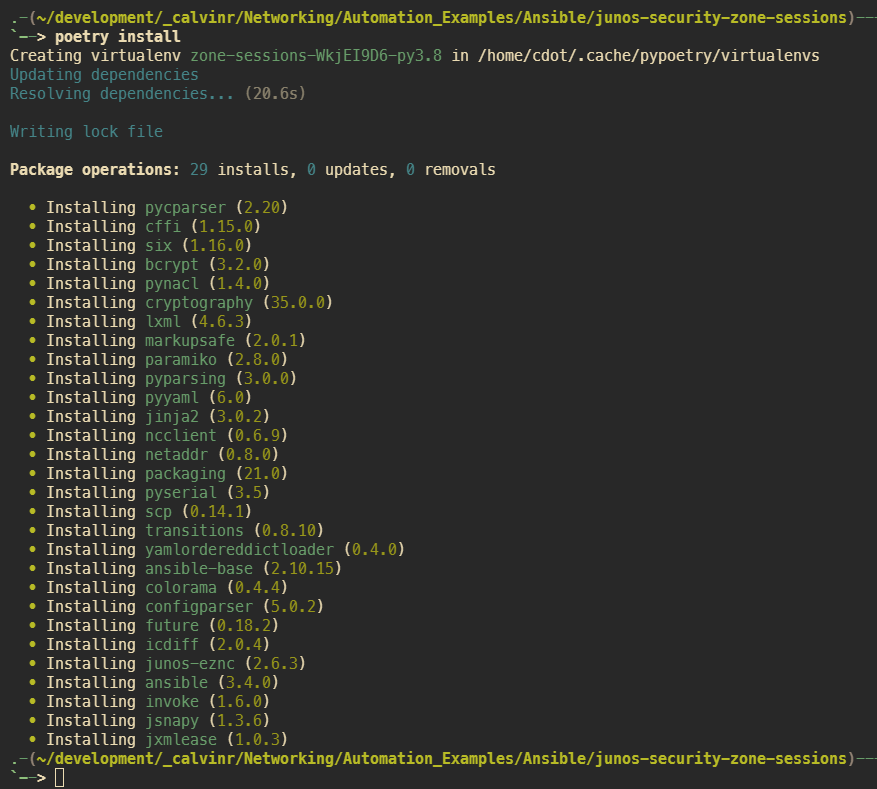 .-(~/development/_calvinr/Networking/Automation_Examples/Ansible/junos-security-zone-sessions)---
`--> poetry install
Creating virtualenv zone-sessions-WkjEI9D6-py3.8 in /home/cdot/.cache/pypoetry/virtualenvs
Updating dependencies
Resolving dependencies... (20.6s)
Writing lock file
Package operations: 29 installs, 0 updates, 0 removals
• Installing pycparser (2.20)
• Installing cffi (1.15.0)
• Installing six (1.16.0)
• Installing bcrypt (3.2.0)
• Installing pynacl (1.4.0)
• Installing cryptography (35.0.0)
• Installing lxml (4.6.3)
• Installing markupsafe (2.0.1)
• Installing paramiko (2.8.0)
• Installing pyparsing (3.0.0)
• Installing pyyaml (6.0)
• Installing jinja2 (3.0.2)
• Installing ncclient (0.6.9)
• Installing netaddr (0.8.0)
• Installing packaging (21.0)
• Installing pyserial (3.5)
• Installing scp (0.14.1)
• Installing transitions (0.8.10)
• Installing yamlordereddictloader (0.4.0)
• Installing ansible-base (2.10.15)
• Installing colorama (0.4.4)
• Installing configparser (5.0.2)
• Installing future (0.18.2)
• Installing icdiff (2.0.4)
• Installing junos-eznc (2.6.3)
• Installing ansible (3.4.0)
• Installing invoke (1.6.0)
• Installing jsnapy (1.3.6)
• Installing jxmlease (1.0.3)
.-(~/development/_calvinr/Networking/Automation_Examples/Ansible/junos-security-zone-sessions)---
`-->